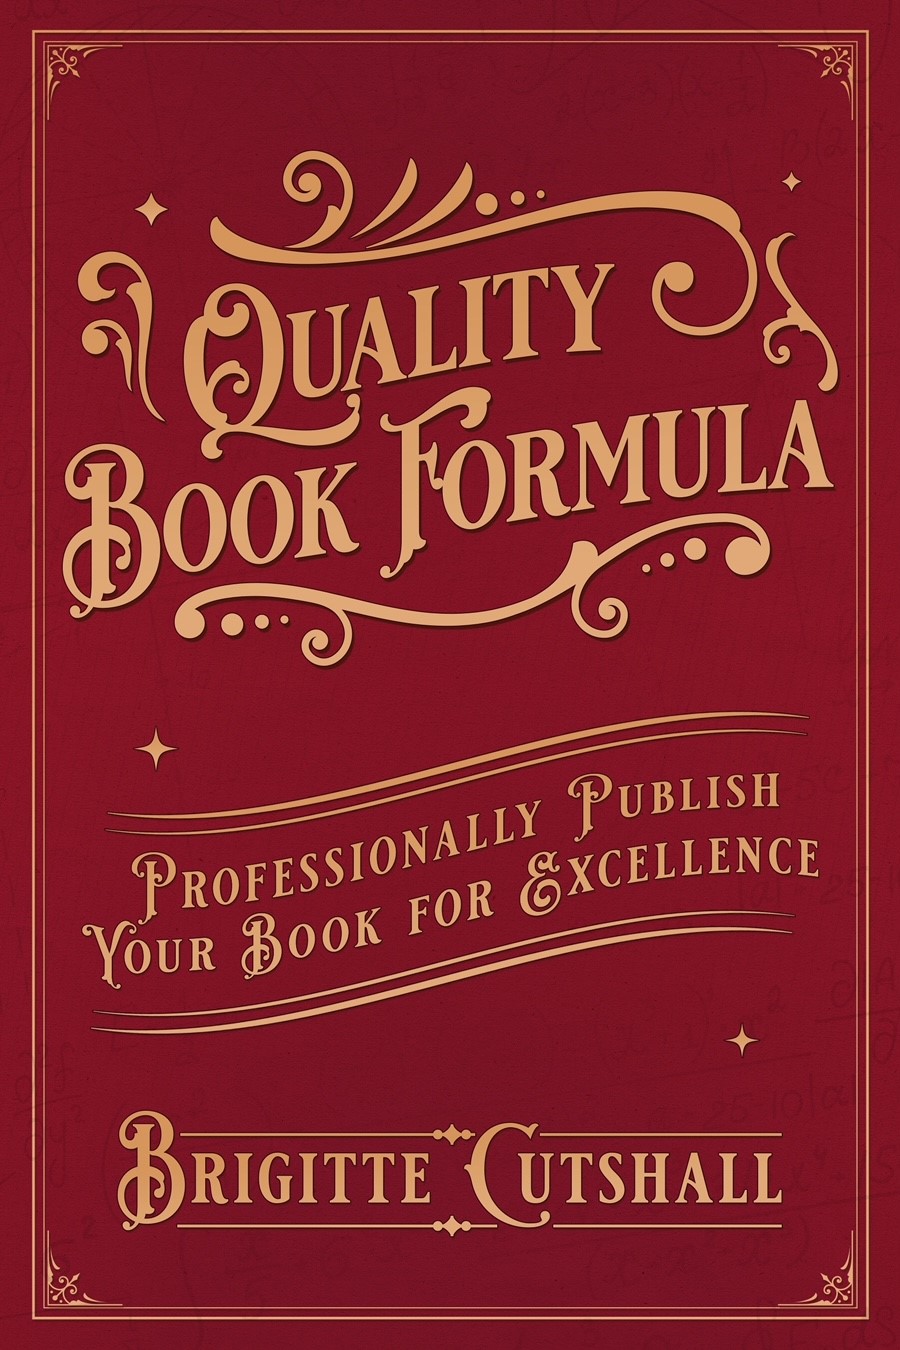 Quality
Book Formula
Professionally Publish
Your Book for Excellence
Brigitte Cutshall